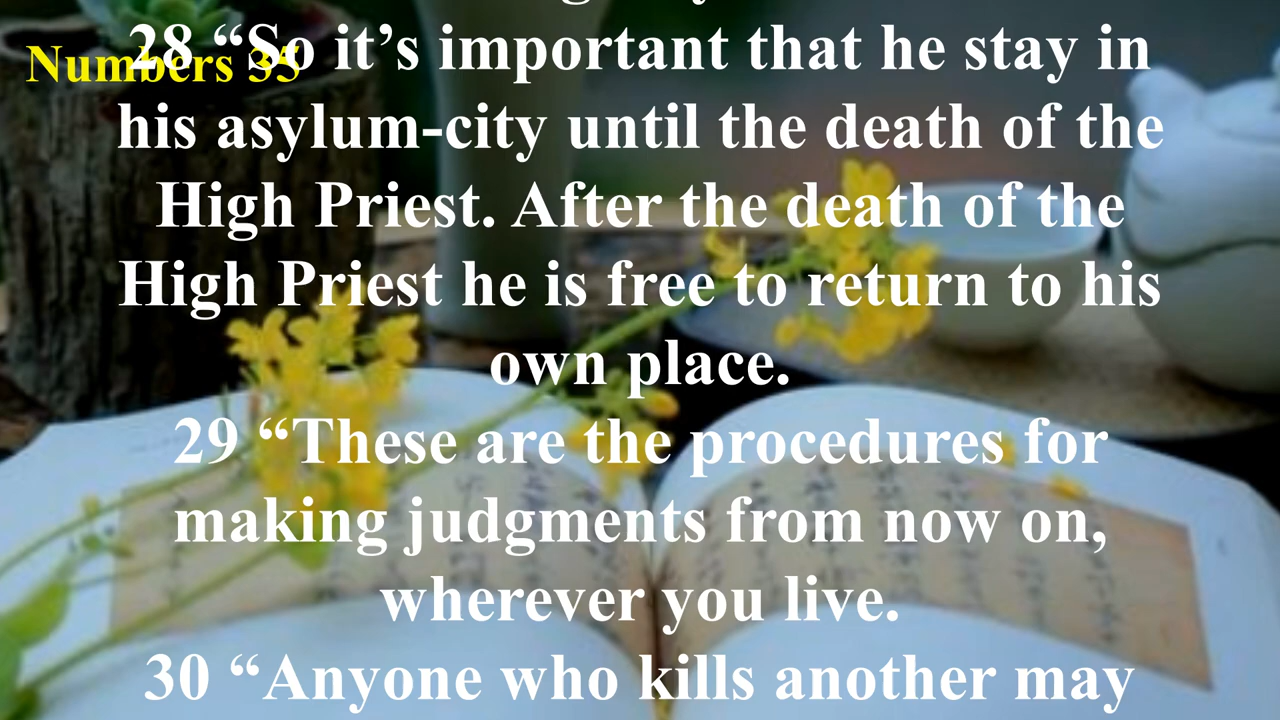 Numbers 35
28 “So it’s important that he stay in
his asylum-city until the death of the
High Priest. After the death of the
High Priest he is free to return to his
own place.
29 “These are the procedures for
making judgments from now on,
wherever you live.
30 “Anyone who kills another may